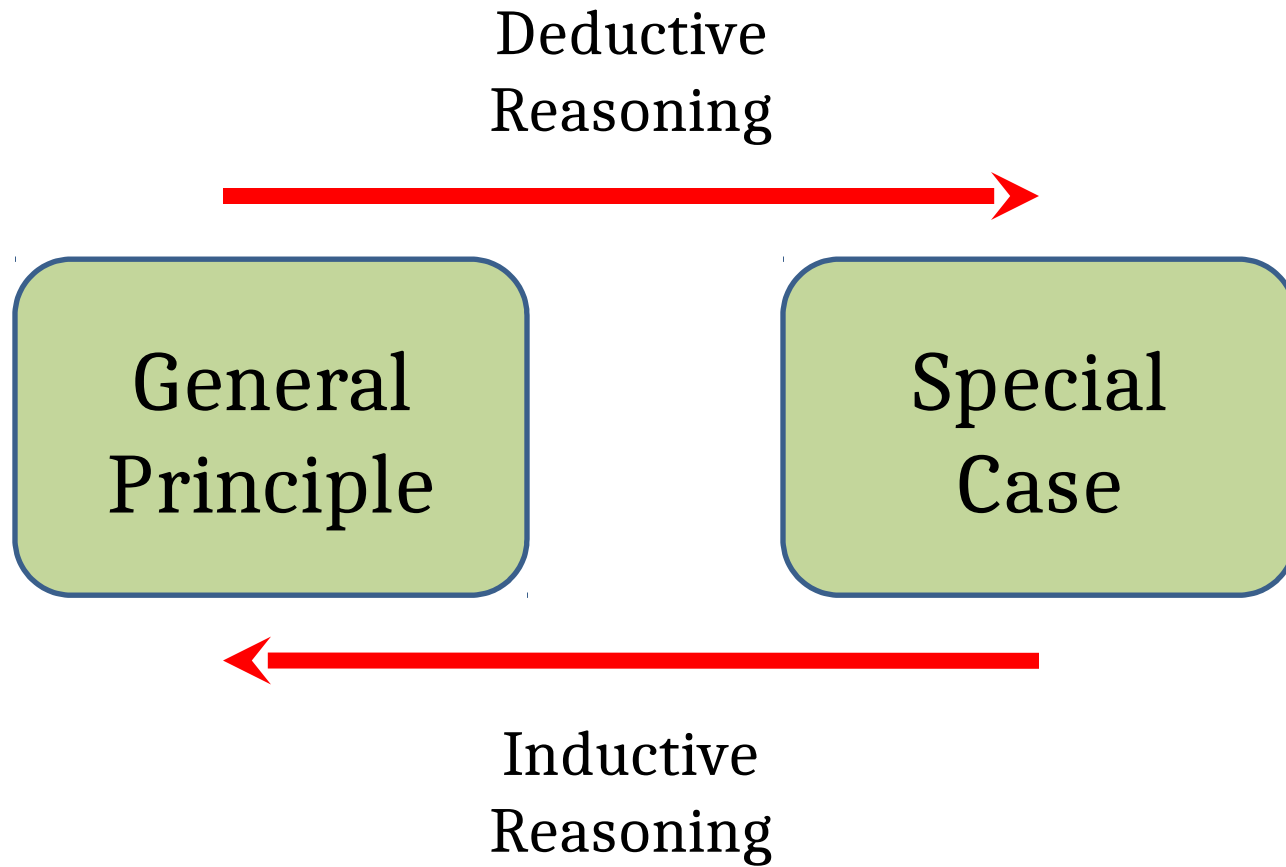 Deductive
Reasoning
General
Principle
Special
Case
Inductive
Reasoning